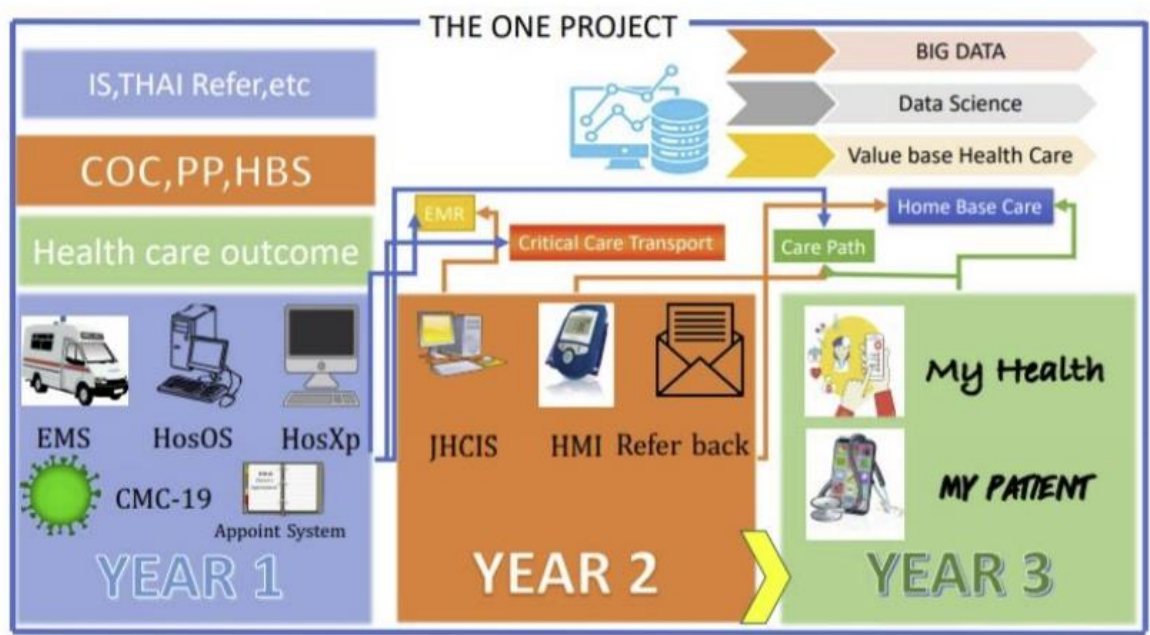 THE ONE PROJECT
IS,THAI Refer,etc
COC,PP,HBS
Health care outcome
BIG DATA
Data Science
Value base Health Care
EMR
Critical Care Transport
Care Path
Home Base Care
EMS
HosOS
HosXp
CMC-19
Appoint System
YEAR 1
JHCIS
HMI
Refer back
YEAR 2
My Health
MY PATIENT
YEAR 3